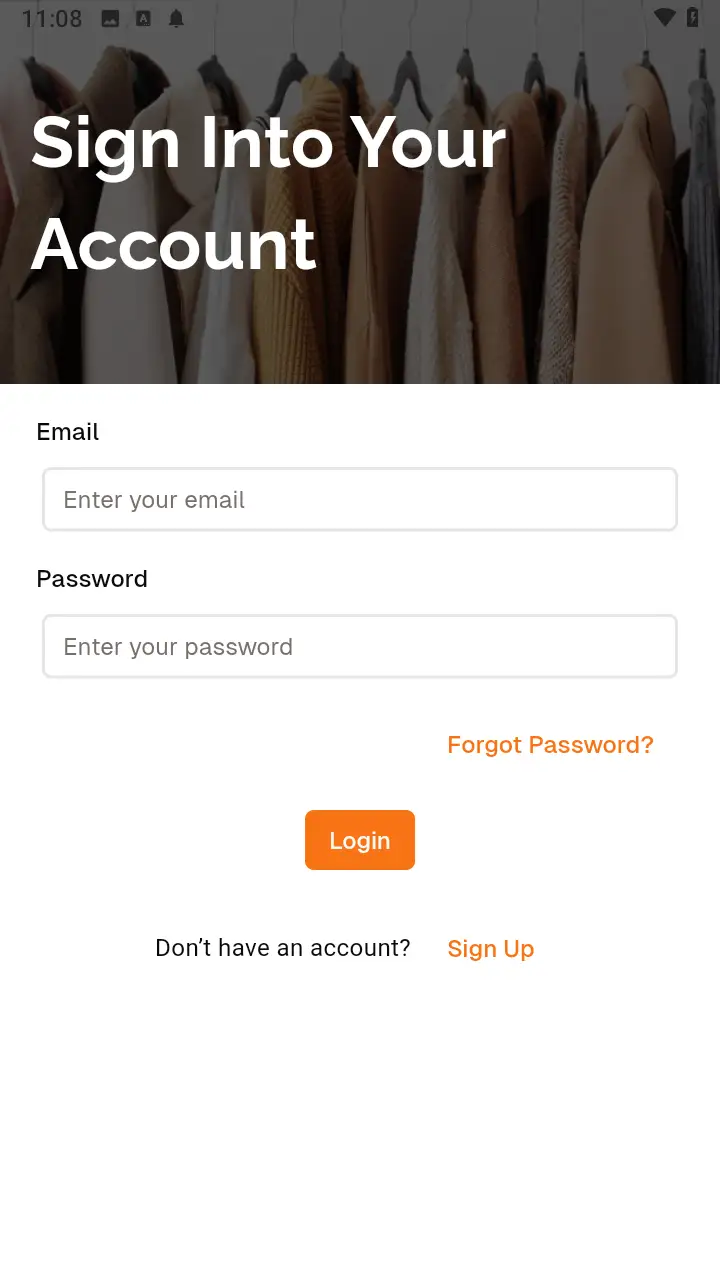 11:08
Sign Into Your
Account
Email
Enter your email
Password
Enter your password
Forgot Password?
Login
Don’t have an account? Sign Up